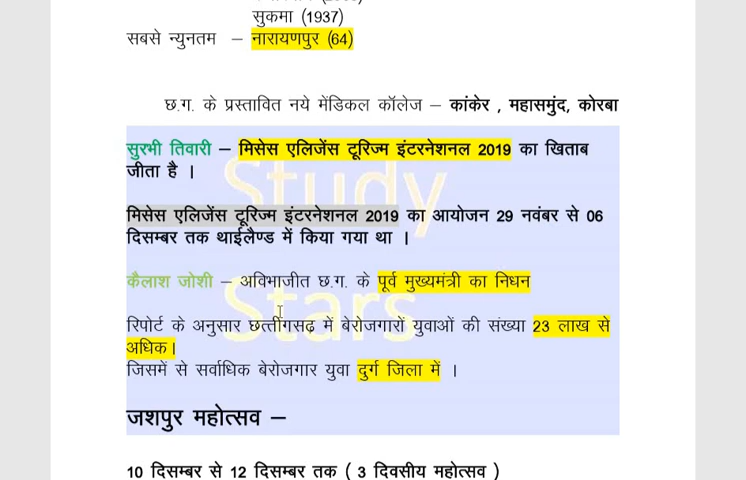 सुकमा (1937)
सबसे न्युनतम – नारायणपुर (64)
छ.ग. के प्रस्तावित नये मेंडिकल कॉलेज – कांकेर , महासमुंद, कोरबा
सुरभी तिवारी – मिसेस एलिजेंस टूरिज्म इंटरनेशनल 2019 का खिताब
जीता है ।
मिसेस एलिजेंस टूरिज्म इंटरनेशनल 2019 का आयोजन 29 नवंबर से 06
दिसम्बर तक थाईलैण्ड में किया गया था ।
कैलाश जोशी – अविभाजीत छ.ग. के पूर्व मुख्यमंत्री का निधन
रिपोर्ट के अनुसार छत्तीगसढ़ में बेरोजगारों युवाओं की संख्या 23 लाख से
अधिक।
जिसमें से सर्वाधिक बेरोजगार युवा दुर्ग जिला में ।
जशपुर महोत्सव –
10 दिसम्बर से 12 दिसम्बर तक ( 3 दिवसीय महोत्सव )
Study
Stars